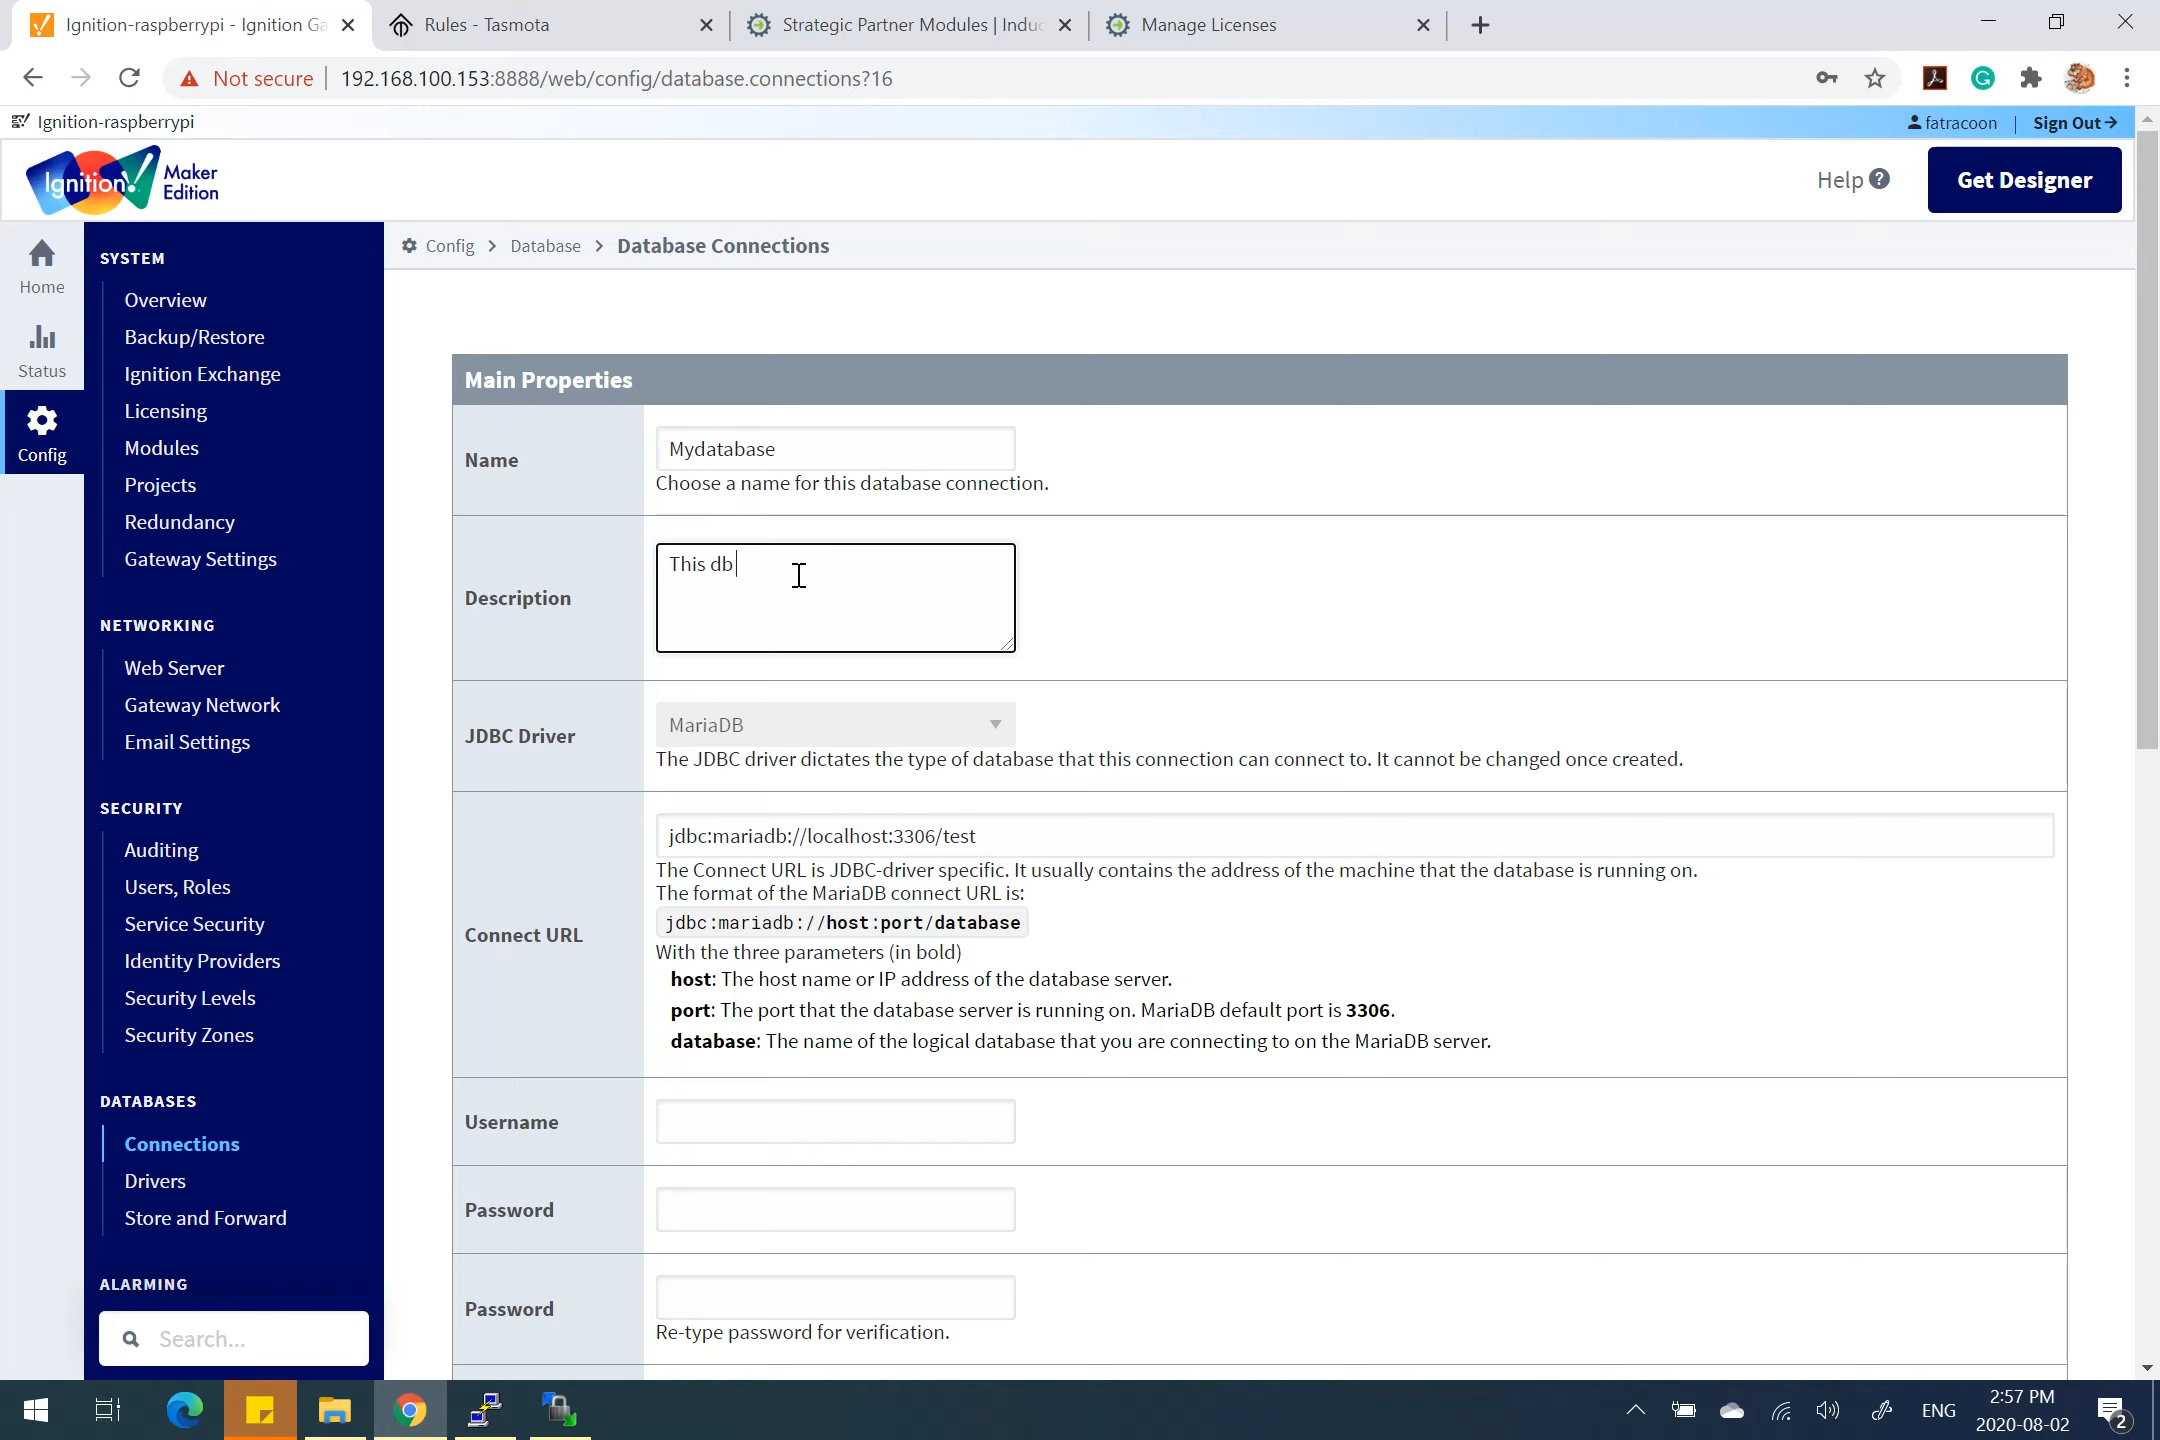 Ignition-raspberrypi - Ignition Ga
Rules - Tasmota
Strategic Partner Modules | Induc
Manage Licenses
Not secure
192.168.100.153:8888/web/config/database.connections?16
Ignition-raspberrypi
fatracoon
Sign Out
Ignition!
Maker
Edition
Help
Get Designer
Home
Status
Config
SYSTEM
Overview
Backup/Restore
Ignition Exchange
Licensing
Modules
Projects
Redundancy
Gateway Settings
NETWORKING
Web Server
Gateway Network
Email Settings
SECURITY
Auditing
Users, Roles
Service Security
Identity Providers
Security Levels
Security Zones
DATABASES
Connections
Drivers
Store and Forward
ALARMING
Search...
Config > Database > Database Connections
Main Properties
Name
Mydatabase
Choose a name for this database connection.
Description
This db
JDBC Driver
MariaDB
The JDBC driver dictates the type of database that this connection can connect to. It cannot be changed once created.
Connect URL
jdbc:mariadb://localhost:3306/test
The Connect URL is JDBC-driver specific. It usually contains the address of the machine that the database is running on.
The format of the MariaDB connect URL is:
jdbc:mariadb://host:port/database
With the three parameters (in bold)
host: The host name or IP address of the database server.
port: The port that the database server is running on. MariaDB default port is 3306.
database: The name of the logical database that you are connecting to on the MariaDB server.
Username
Password
Password
Re-type password for verification.
ENG
2:57 PM
2020-08-02
2